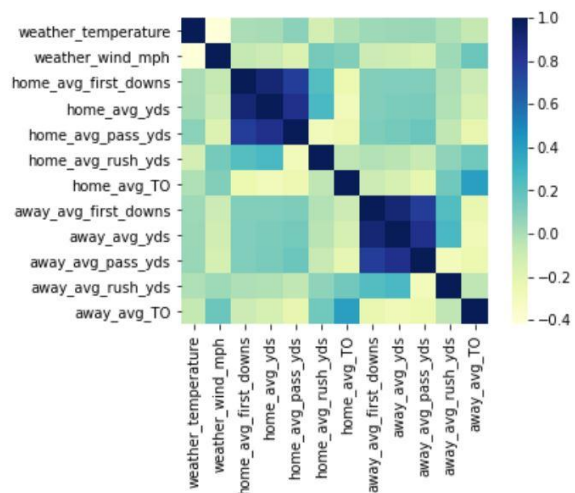 weather_temperature
weather_wind_mph
home_avg_first_downs
home_avg_yds
home_avg_pass_yds
home_avg_rush_yds
home_avg_TO
away_avg_first_downs
away_avg_yds
away_avg_pass_yds
away_avg_rush_yds
away_avg_TO
weather_temperature
weather_wind_mph
home_avg_first_downs
home_avg_yds
home_avg_pass_yds
home_avg_rush_yds
home_avg_TO
away_avg_first_downs
away_avg_yds
away_avg_pass_yds
away_avg_rush_yds
away_avg_TO
1.0
0.8
0.6
0.4
0.2
0.0
−0.2
−0.4